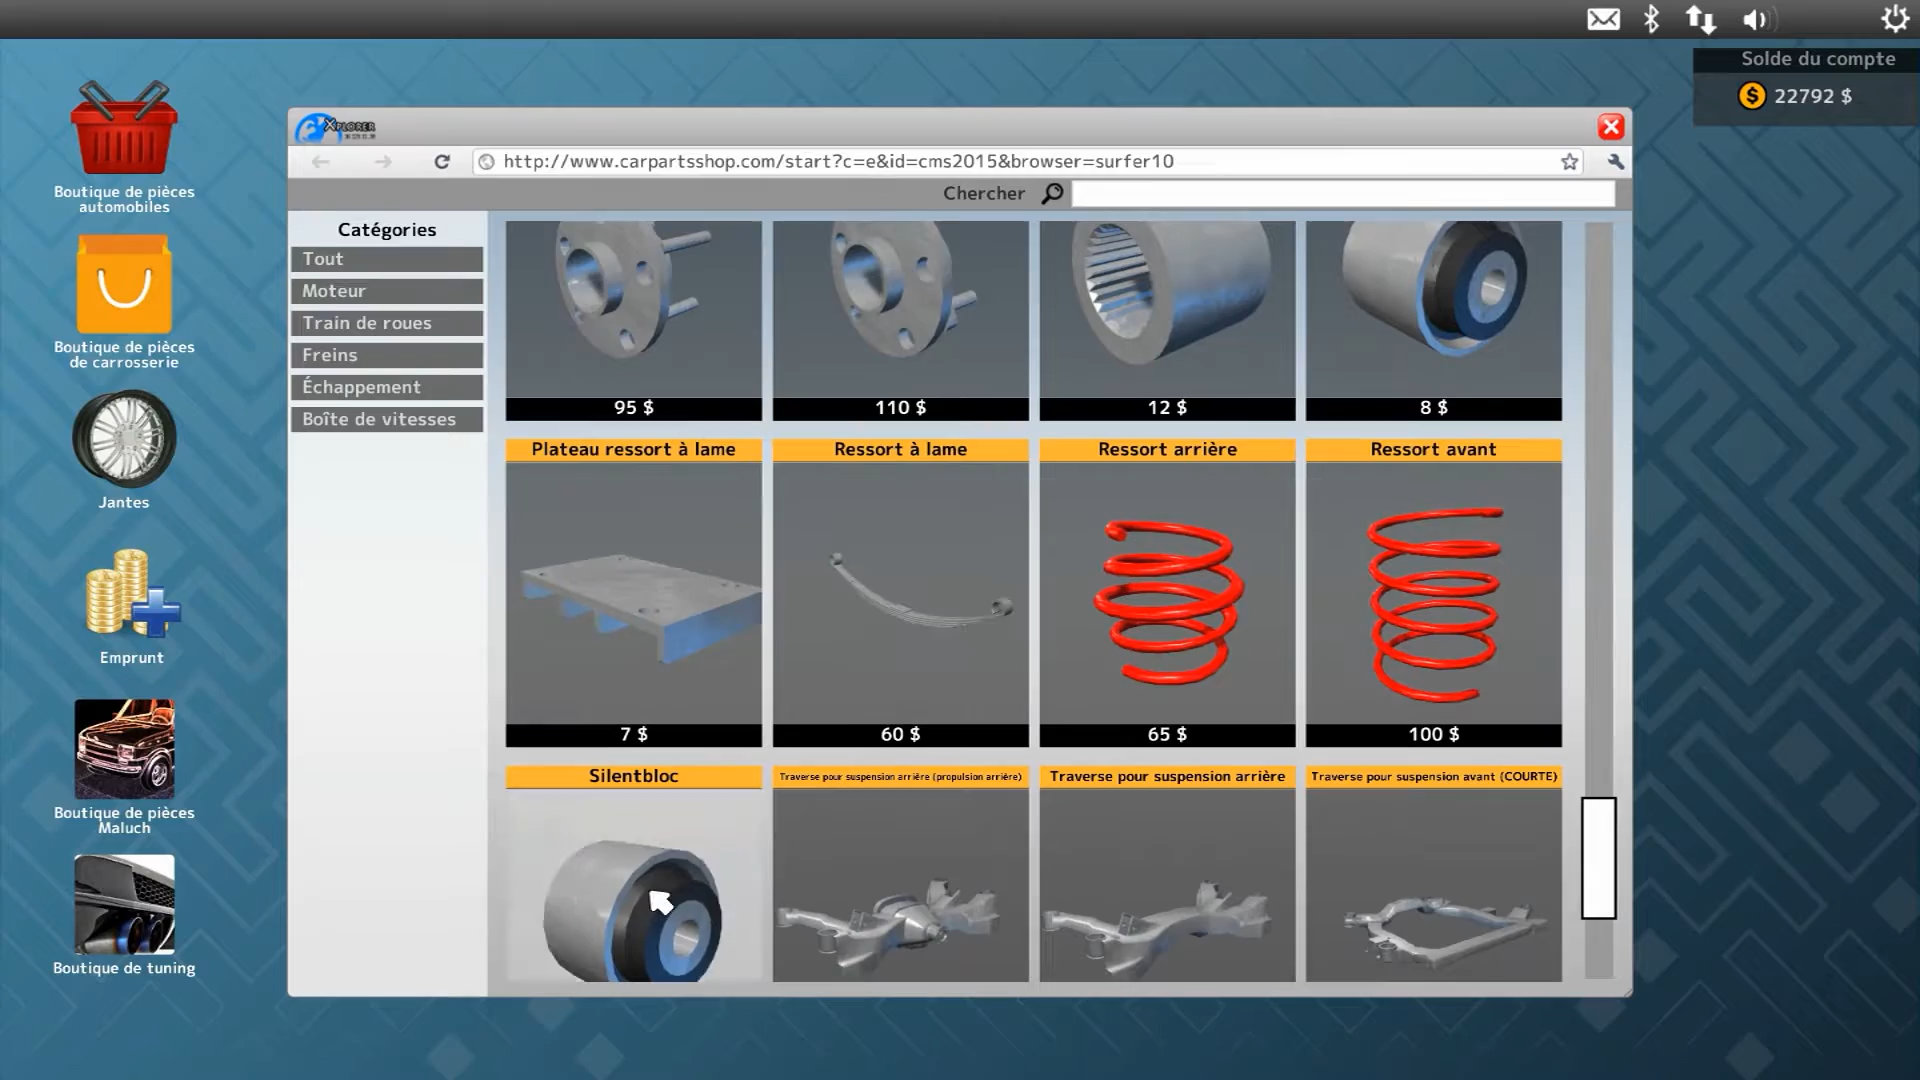 Solde du compte
22792 $
Boutique de pièces
automobiles
Boutique de pièces
de carrosserie
Jantes
Emprunt
Boutique de pièces
Maluch
Boutique de tuning
XPLORER
http://www.carpartsshop.com/start?c=e&id=cms2015&browser=surfer10
Chercher
Catégories
Tout
Moteur
Train de roues
Freins
Échappement
Boîte de vitesses
95 $
110 $
12 $
8 $
Plateau ressort à lame
Ressort à lame
Ressort arrière
Ressort avant
7 $
60 $
65 $
100 $
Silentbloc
Traverse pour suspension arrière (propulsion arrière)
Traverse pour suspension arrière
Traverse pour suspension avant (COURTE)